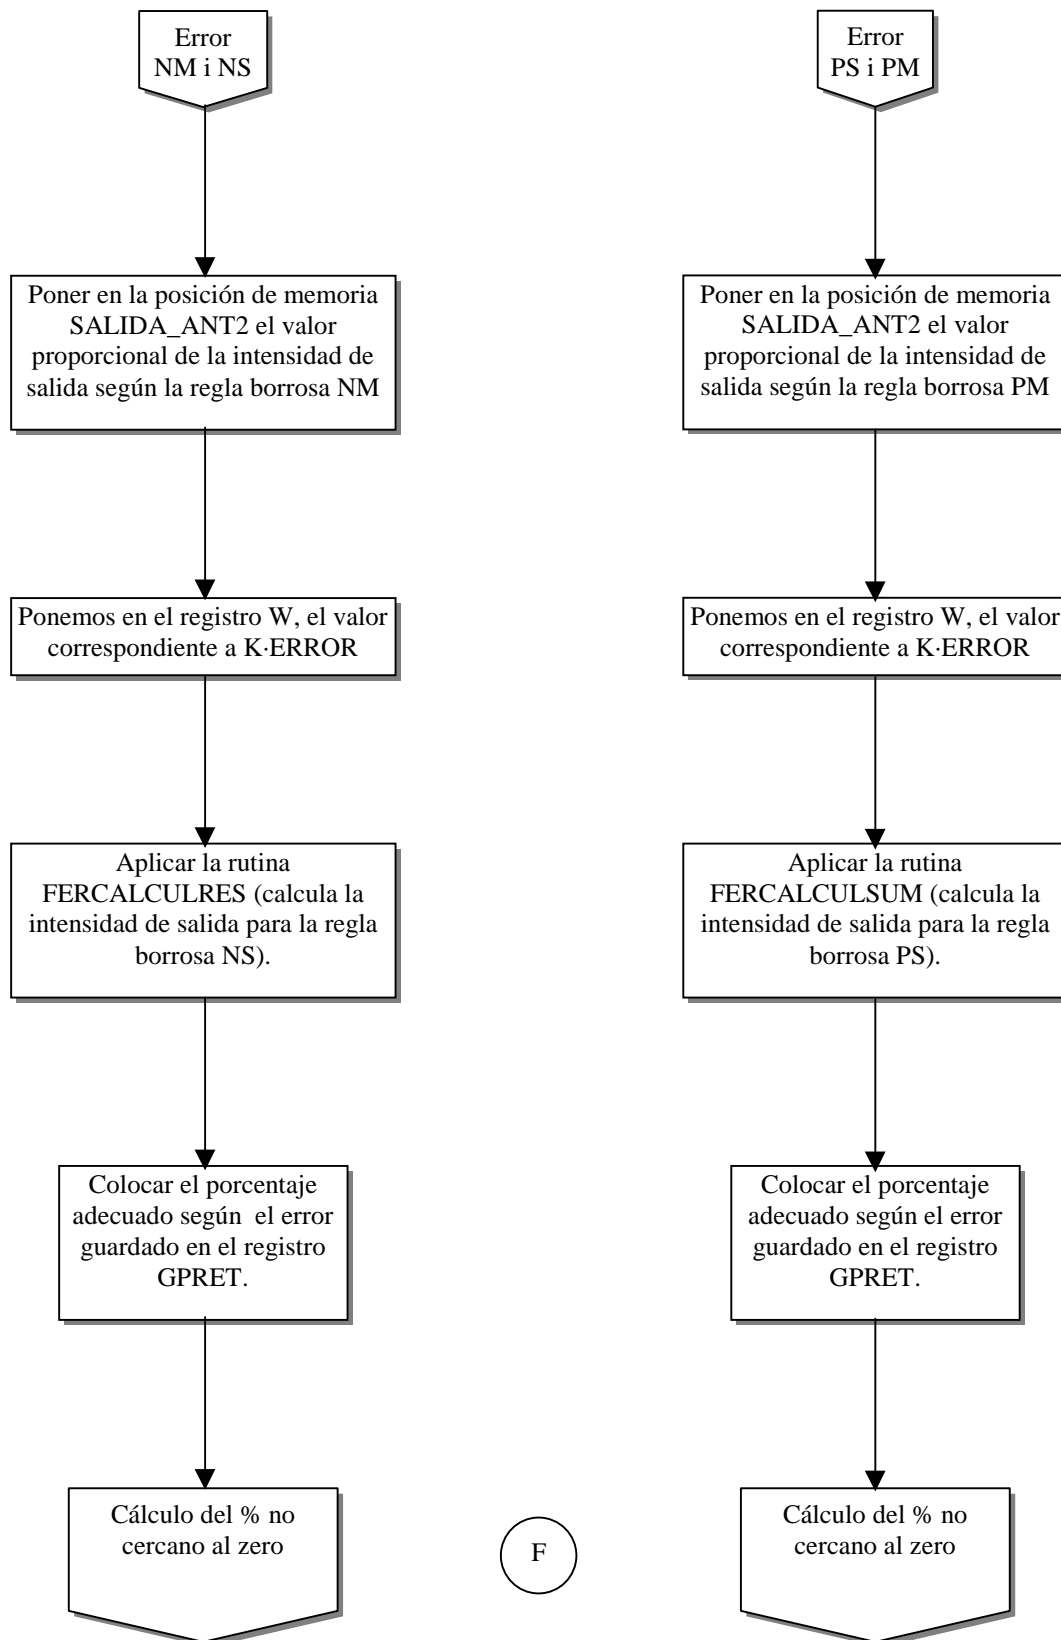 Error
NM i NS
Poner en la posición de memoria
SALIDA_ANT2 el valor
proporcional de la intensidad de
salida según la regla borrosa NM
Ponemos en el registro W, el valor
correspondiente a K·ERROR
Aplicar la rutina
FERCALCULRES (calcula la
intensidad de salida para la regla
borrosa NS).
Colocar el porcentaje
adecuado según el error
guardado en el registro
GPRET.
Cálculo del % no
cercano al zero
F
Error
PS i PM
Poner en la posición de memoria
SALIDA_ANT2 el valor
proporcional de la intensidad de
salida según la regla borrosa PM
Ponemos en el registro W, el valor
correspondiente a K·ERROR
Aplicar la rutina
FERCALCULSUM (calcula la
intensidad de salida para la regla
borrosa PS).
Colocar el porcentaje
adecuado según el error
guardado en el registro
GPRET.
Cálculo del % no
cercano al zero